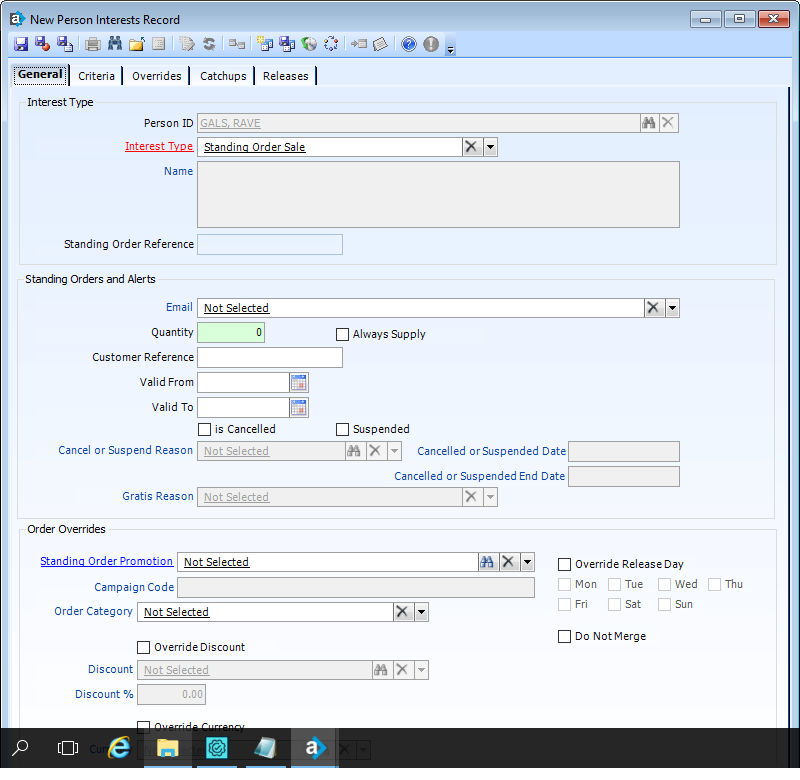 New Person Interests Record
General Criteria Overrides Catchups Releases
Interest Type
Person ID GALS, RAVE
Interest Type Standing Order Sale
Name
Standing Order Reference
Standing Orders and Alerts
Email Not Selected
Quantity 0 Always Supply
Customer Reference
Valid From
Valid To
is Cancelled Suspended
Cancel or Suspend Reason Not Selected Cancelled or Suspended Date
Cancelled or Suspended End Date
Gratis Reason Not Selected
Order Overrides
Standing Order Promotion Not Selected Override Release Day
Campaign Code Mon Tue Wed Thu
Order Category Not Selected Fri Sat Sun
Do Not Merge
Override Discount
Discount Not Selected
Discount % 0.00
Override Currency